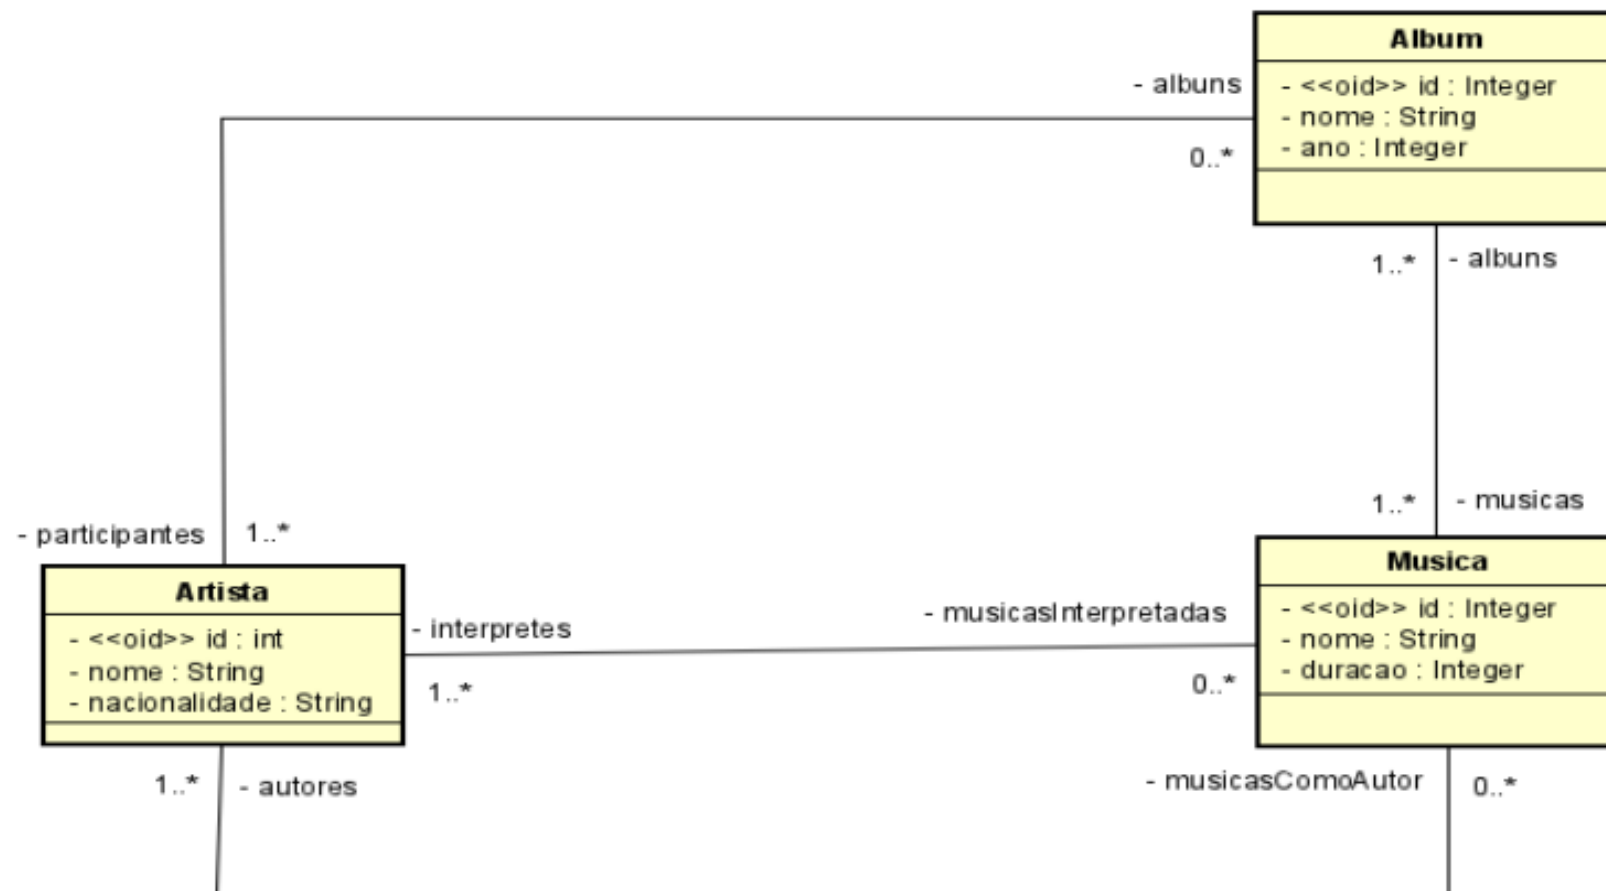 Album
- albuns
- <<oid>> id : Integer
- nome : String
- ano : Integer
0..*
1..*
- albuns
1..*
- musicas
- participantes
1..*
Musica
- <<oid>> id : Integer
- nome : String
- duracao : Integer
Artista
- <<oid>> id : int
- nome : String
- nacionalidade : String
- interpretes
- musicasInterpretadas
1..*
0..*
1..*
- autores
- musicasComoAutor
0..*